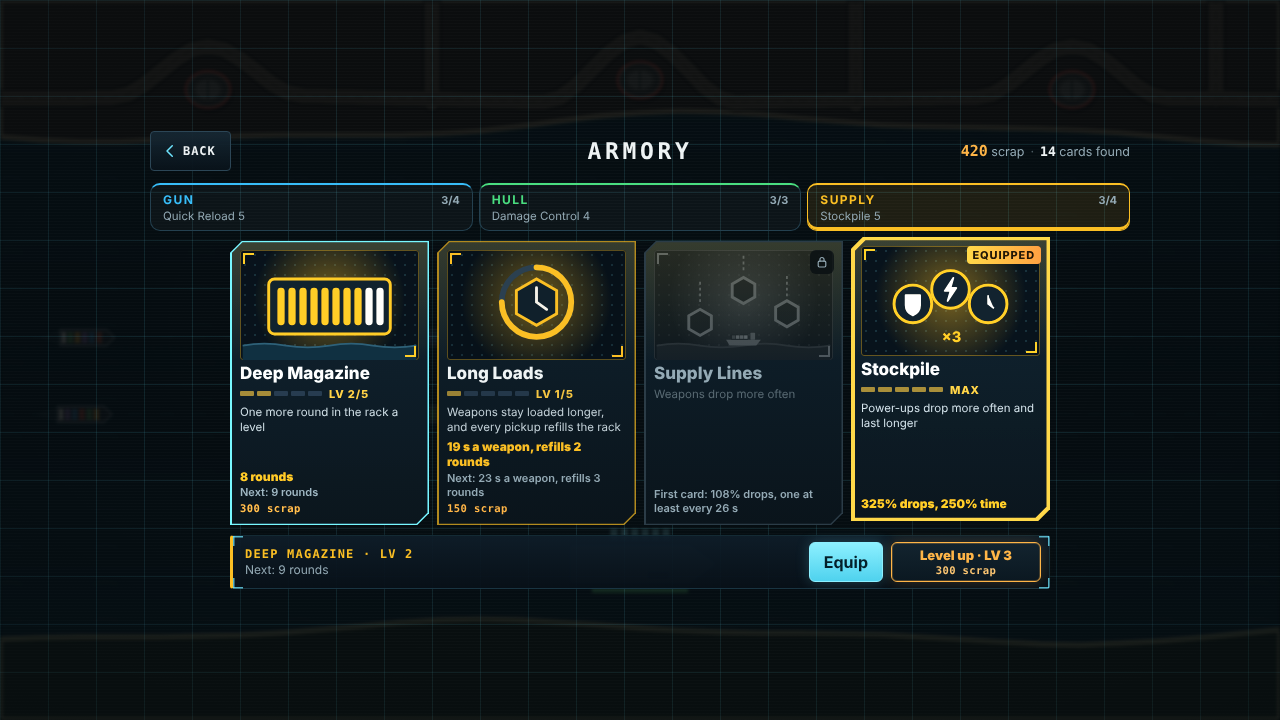 BACK
ARMORY
420 scrap · 14 cards found
GUN 3/4
Quick Reload 5
HULL 3/3
Damage Control 4
SUPPLY 3/4
Stockpile 5
Deep Magazine
LV 2/5
One more round in the rack a
level
8 rounds
Next: 9 rounds
300 scrap
Long Loads
LV 1/5
Weapons stay loaded longer,
and every pickup refills the rack
19 s a weapon, refills 2
rounds
Next: 23 s a weapon, refills 3
rounds
150 scrap
Supply Lines
Weapons drop more often
First card: 108% drops, one at
least every 26 s
EQUIPPED
×3
Stockpile
MAX
Power-ups drop more often and
last longer
325% drops, 250% time
DEEP MAGAZINE · LV 2
Next: 9 rounds
Equip
Level up · LV 3
300 scrap